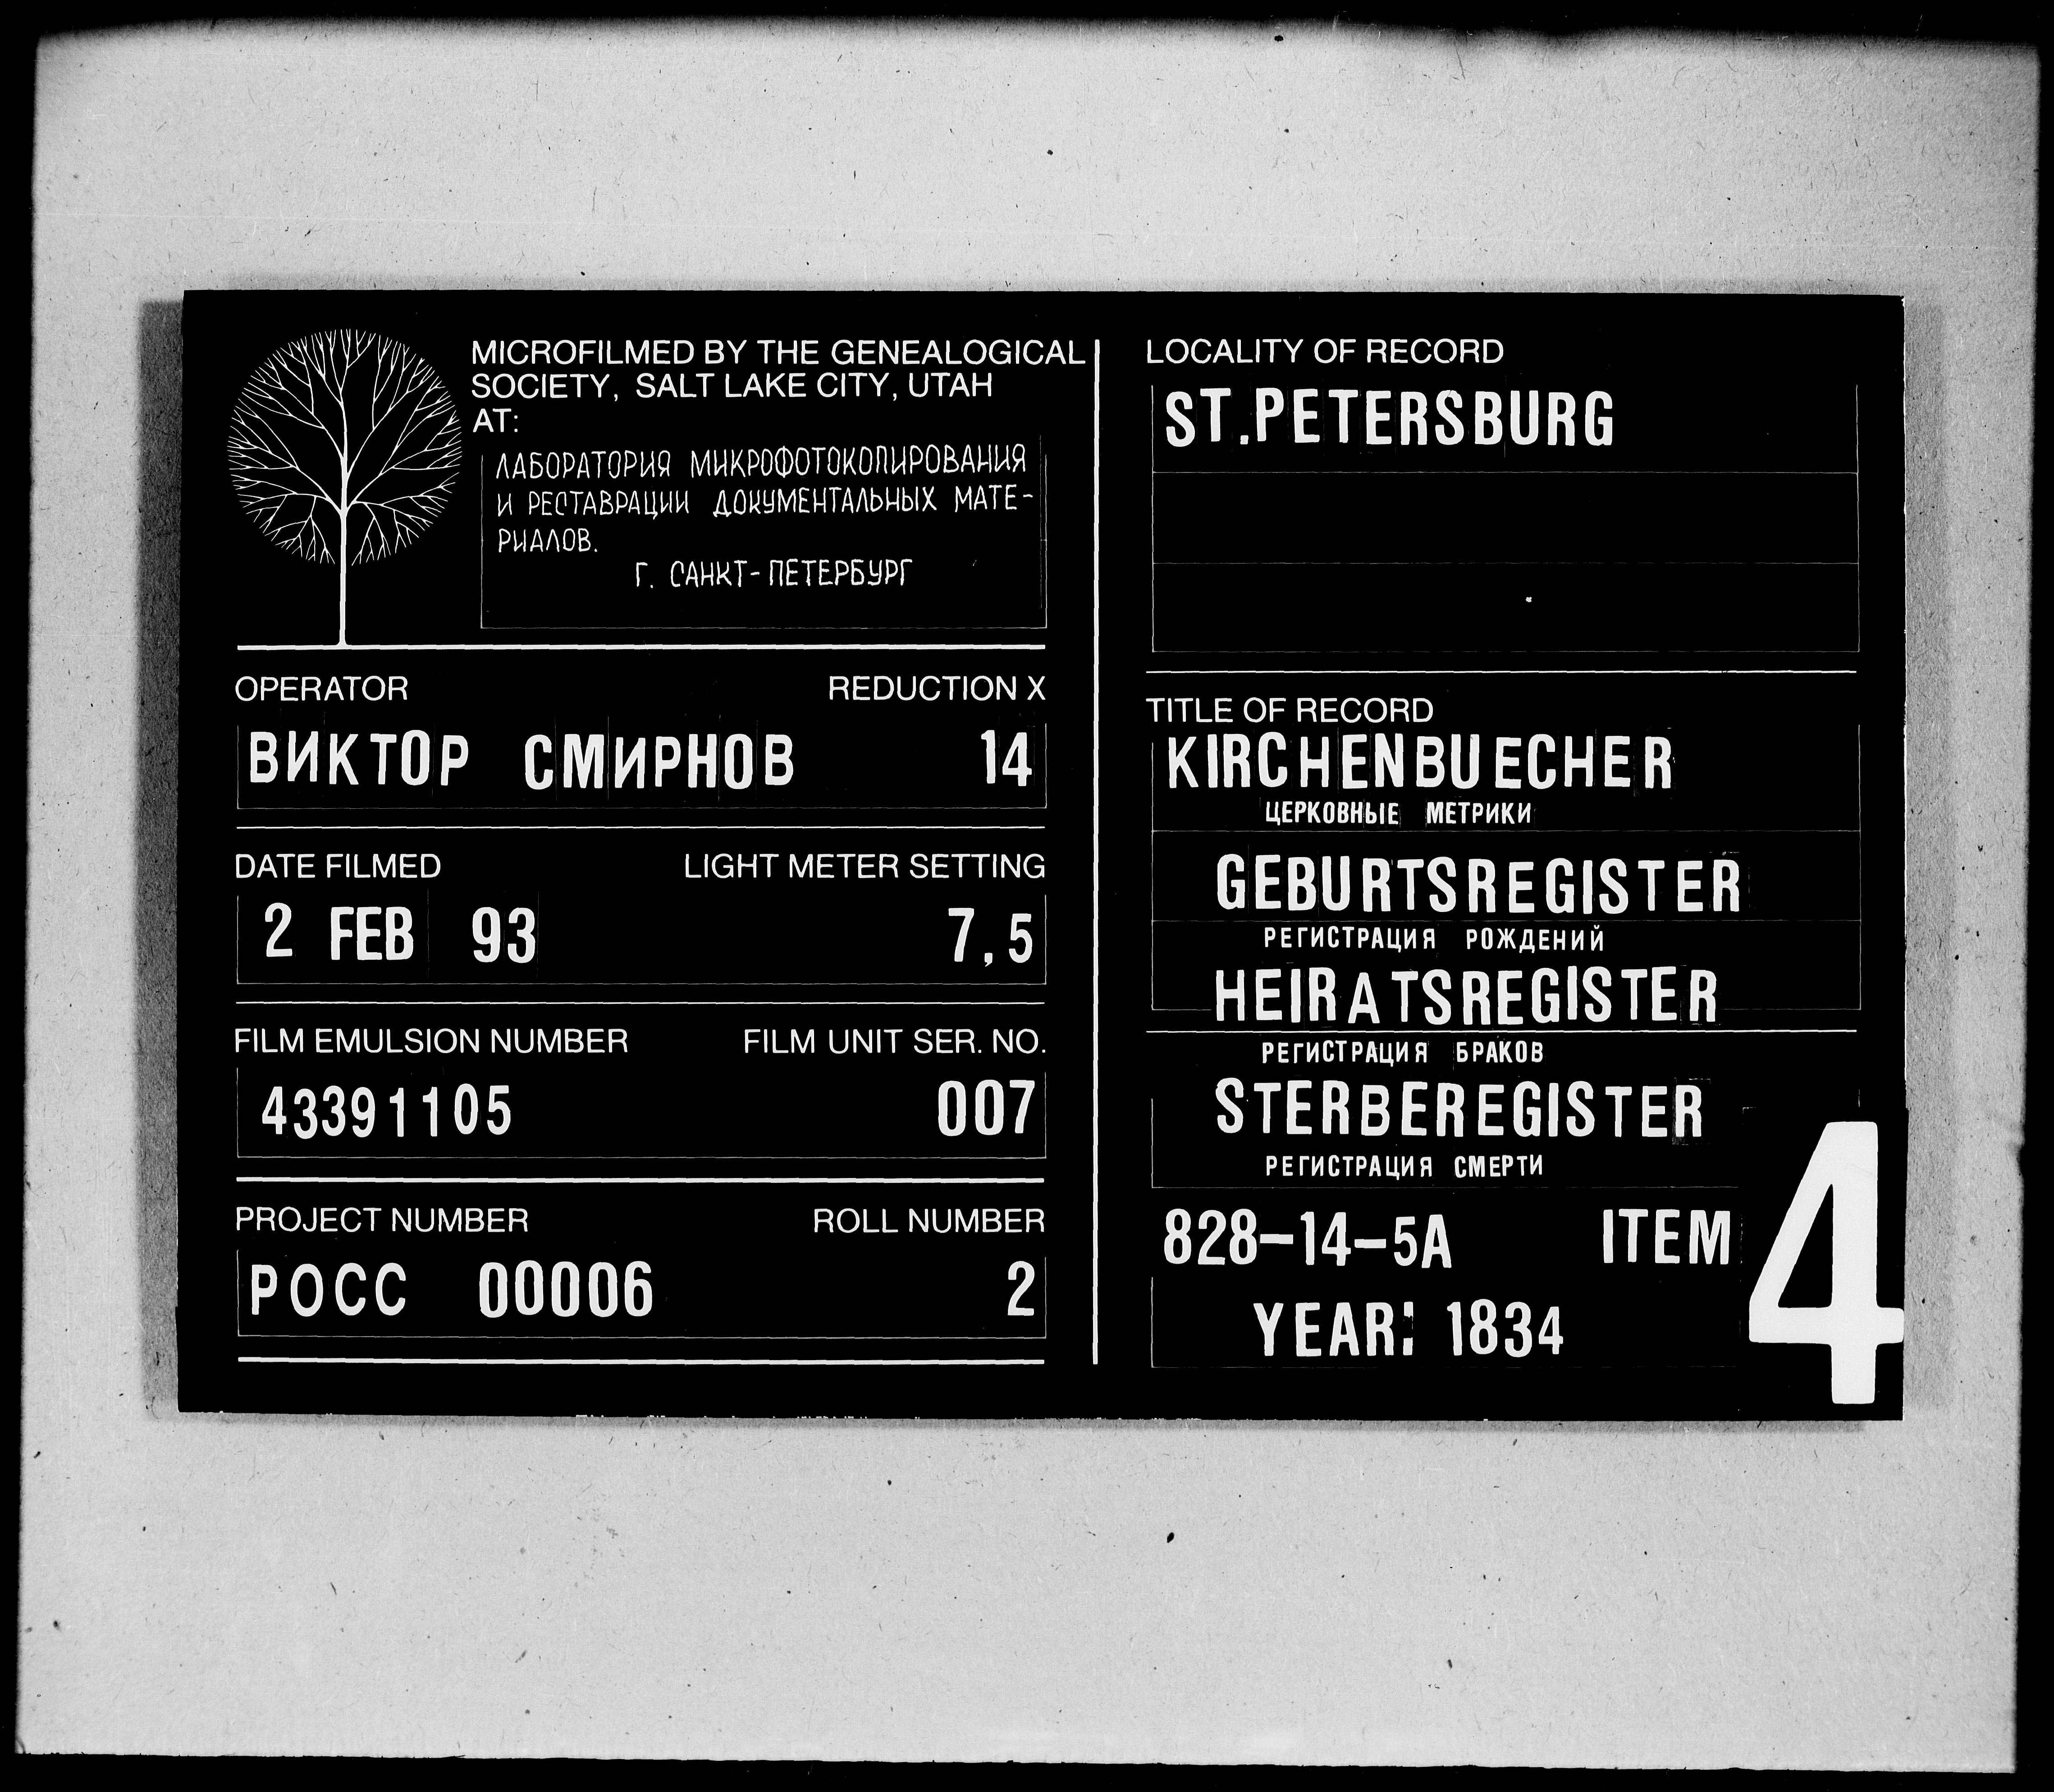 MICROFILMED BY THE GENEALOGICAL
SOCIETY, SALT LAKE CITY, UTAH
AT:
ЛАБОРАТОРИЯ МИКРОФОТОКОПИРОВАНИЯ
И РЕСТАВРАЦИИ ДОКУМЕНТАЛЬНЫХ МАТЕ-
РИАЛОВ.
Г. САНКТ-ПЕТЕРБУРГ
OPERATOR REDUCTION X
ВИКТОР СМИРНОВ 14
DATE FILMED LIGHT METER SETTING
2 FEB 93 7,5
FILM EMULSION NUMBER FILM UNIT SER. NO.
43391105 007
PROJECT NUMBER ROLL NUMBER
РОСС 00006 2
LOCALITY OF RECORD
ST.PETERSBURG
TITLE OF RECORD
KIRCHENBUECHER
ЦЕРКОВНЫЕ МЕТРИКИ
GEBURTSREGISTER
РЕГИСТРАЦИЯ РОЖДЕНИЙ
HEIRATSREGISTER
РЕГИСТРАЦИЯ БРАКОВ
STERBEREGISTER
РЕГИСТРАЦИЯ СМЕРТИ
828-14-5A ITEM 4
YEAR: 1834